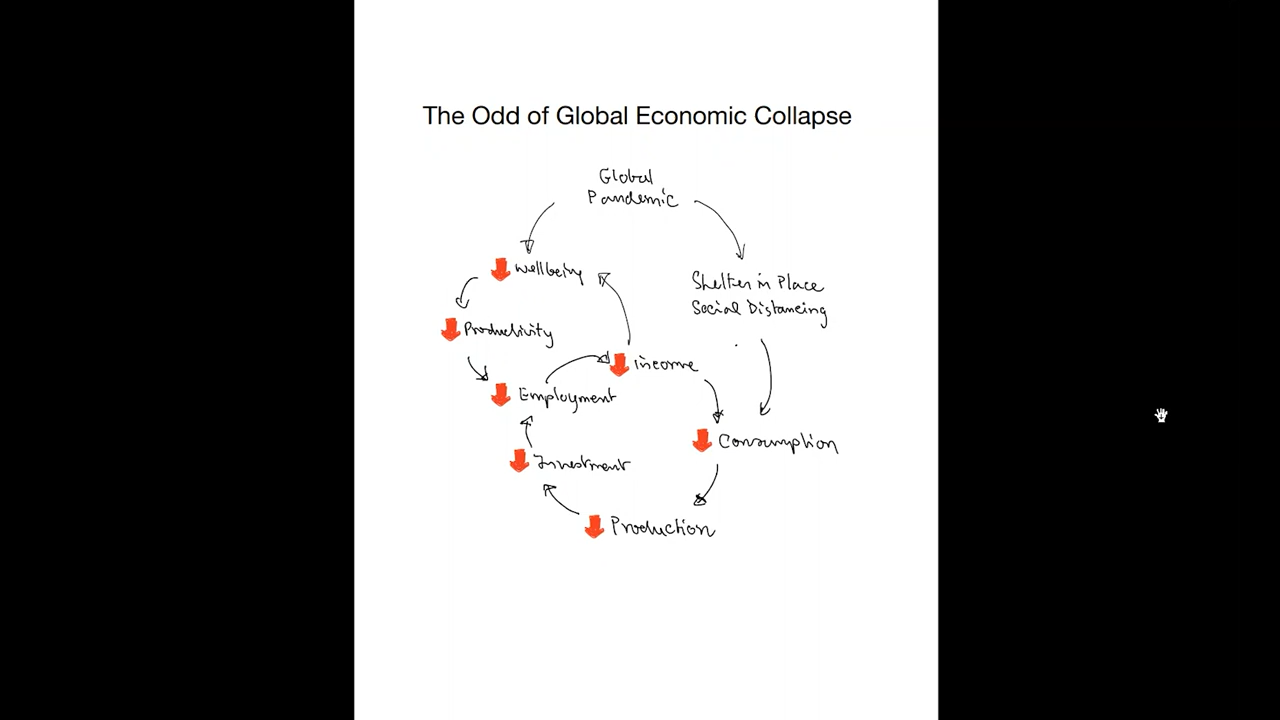 The Odd of Global Economic Collapse
Global
Pandemic
Wellbeing
Shelter in Place
Social Distancing
Productivity
Income
Employment
Consumption
Investment
Production